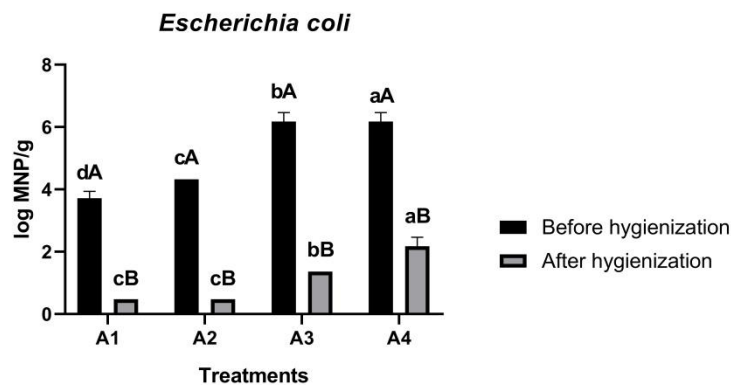 Escherichia coli
8
6
4
2
0
log MNP/g
dA
cB
cA
cB
bA
bB
aA
aB
A1
A2
A3
A4
Treatments
Before hygienization
After hygienization